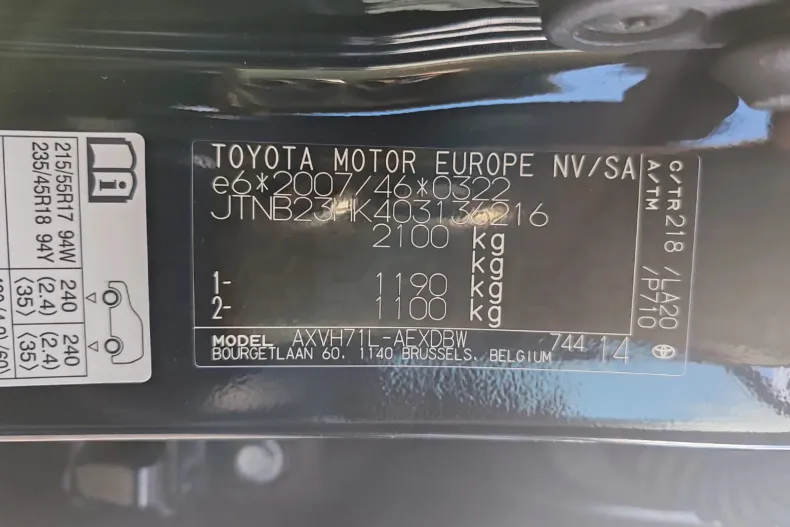 TOYOTA MOTOR EUROPE NV/SA
e6*2007/46*0322
JTNB23HK403136216
2100 kg
kg
1- 1190 kg
2- 1100 kg
MODEL AXVH71L-AEXDBW 744 14
BOURGETLAAN 60, 1140 BRUSSELS, BELGIUM
C/TR 218 /LA20
A/TM /P710
215/55R17 94W
235/45R18 94Y
240 (2.4) ⟨35⟩
240 (2.4) ⟨35⟩